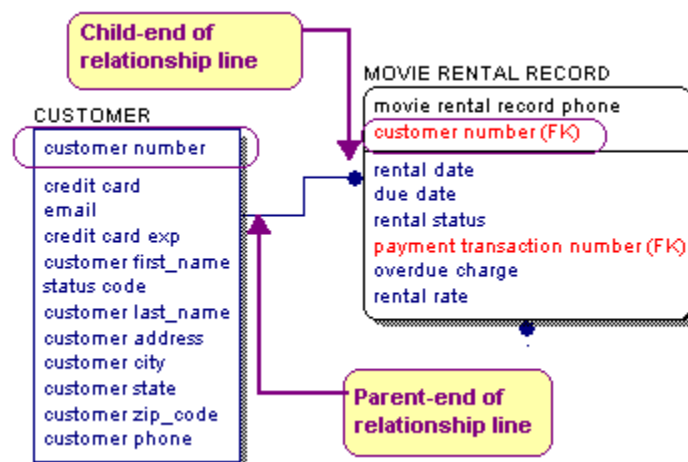 Child-end of
relationship line
MOVIE RENTAL RECORD
movie rental record phone
customer number (FK)
rental date
due date
rental status
payment transaction number (FK)
overdue charge
rental rate
CUSTOMER
customer number
credit card
email
credit card exp
customer first_name
status code
customer last_name
customer address
customer city
customer state
customer zip_code
customer phone
Parent-end of
relationship line